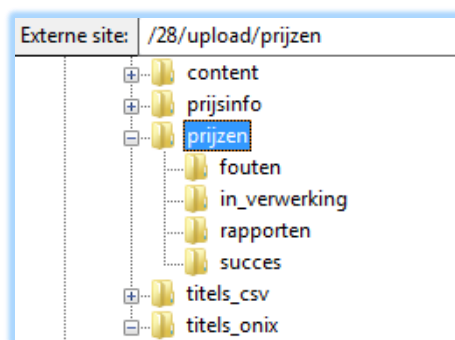 Externe site: /28/upload/prijzen
content
prijsinfo
prijzen
fouten
in_verwerking
rapporten
succes
titels_csv
titels_onix